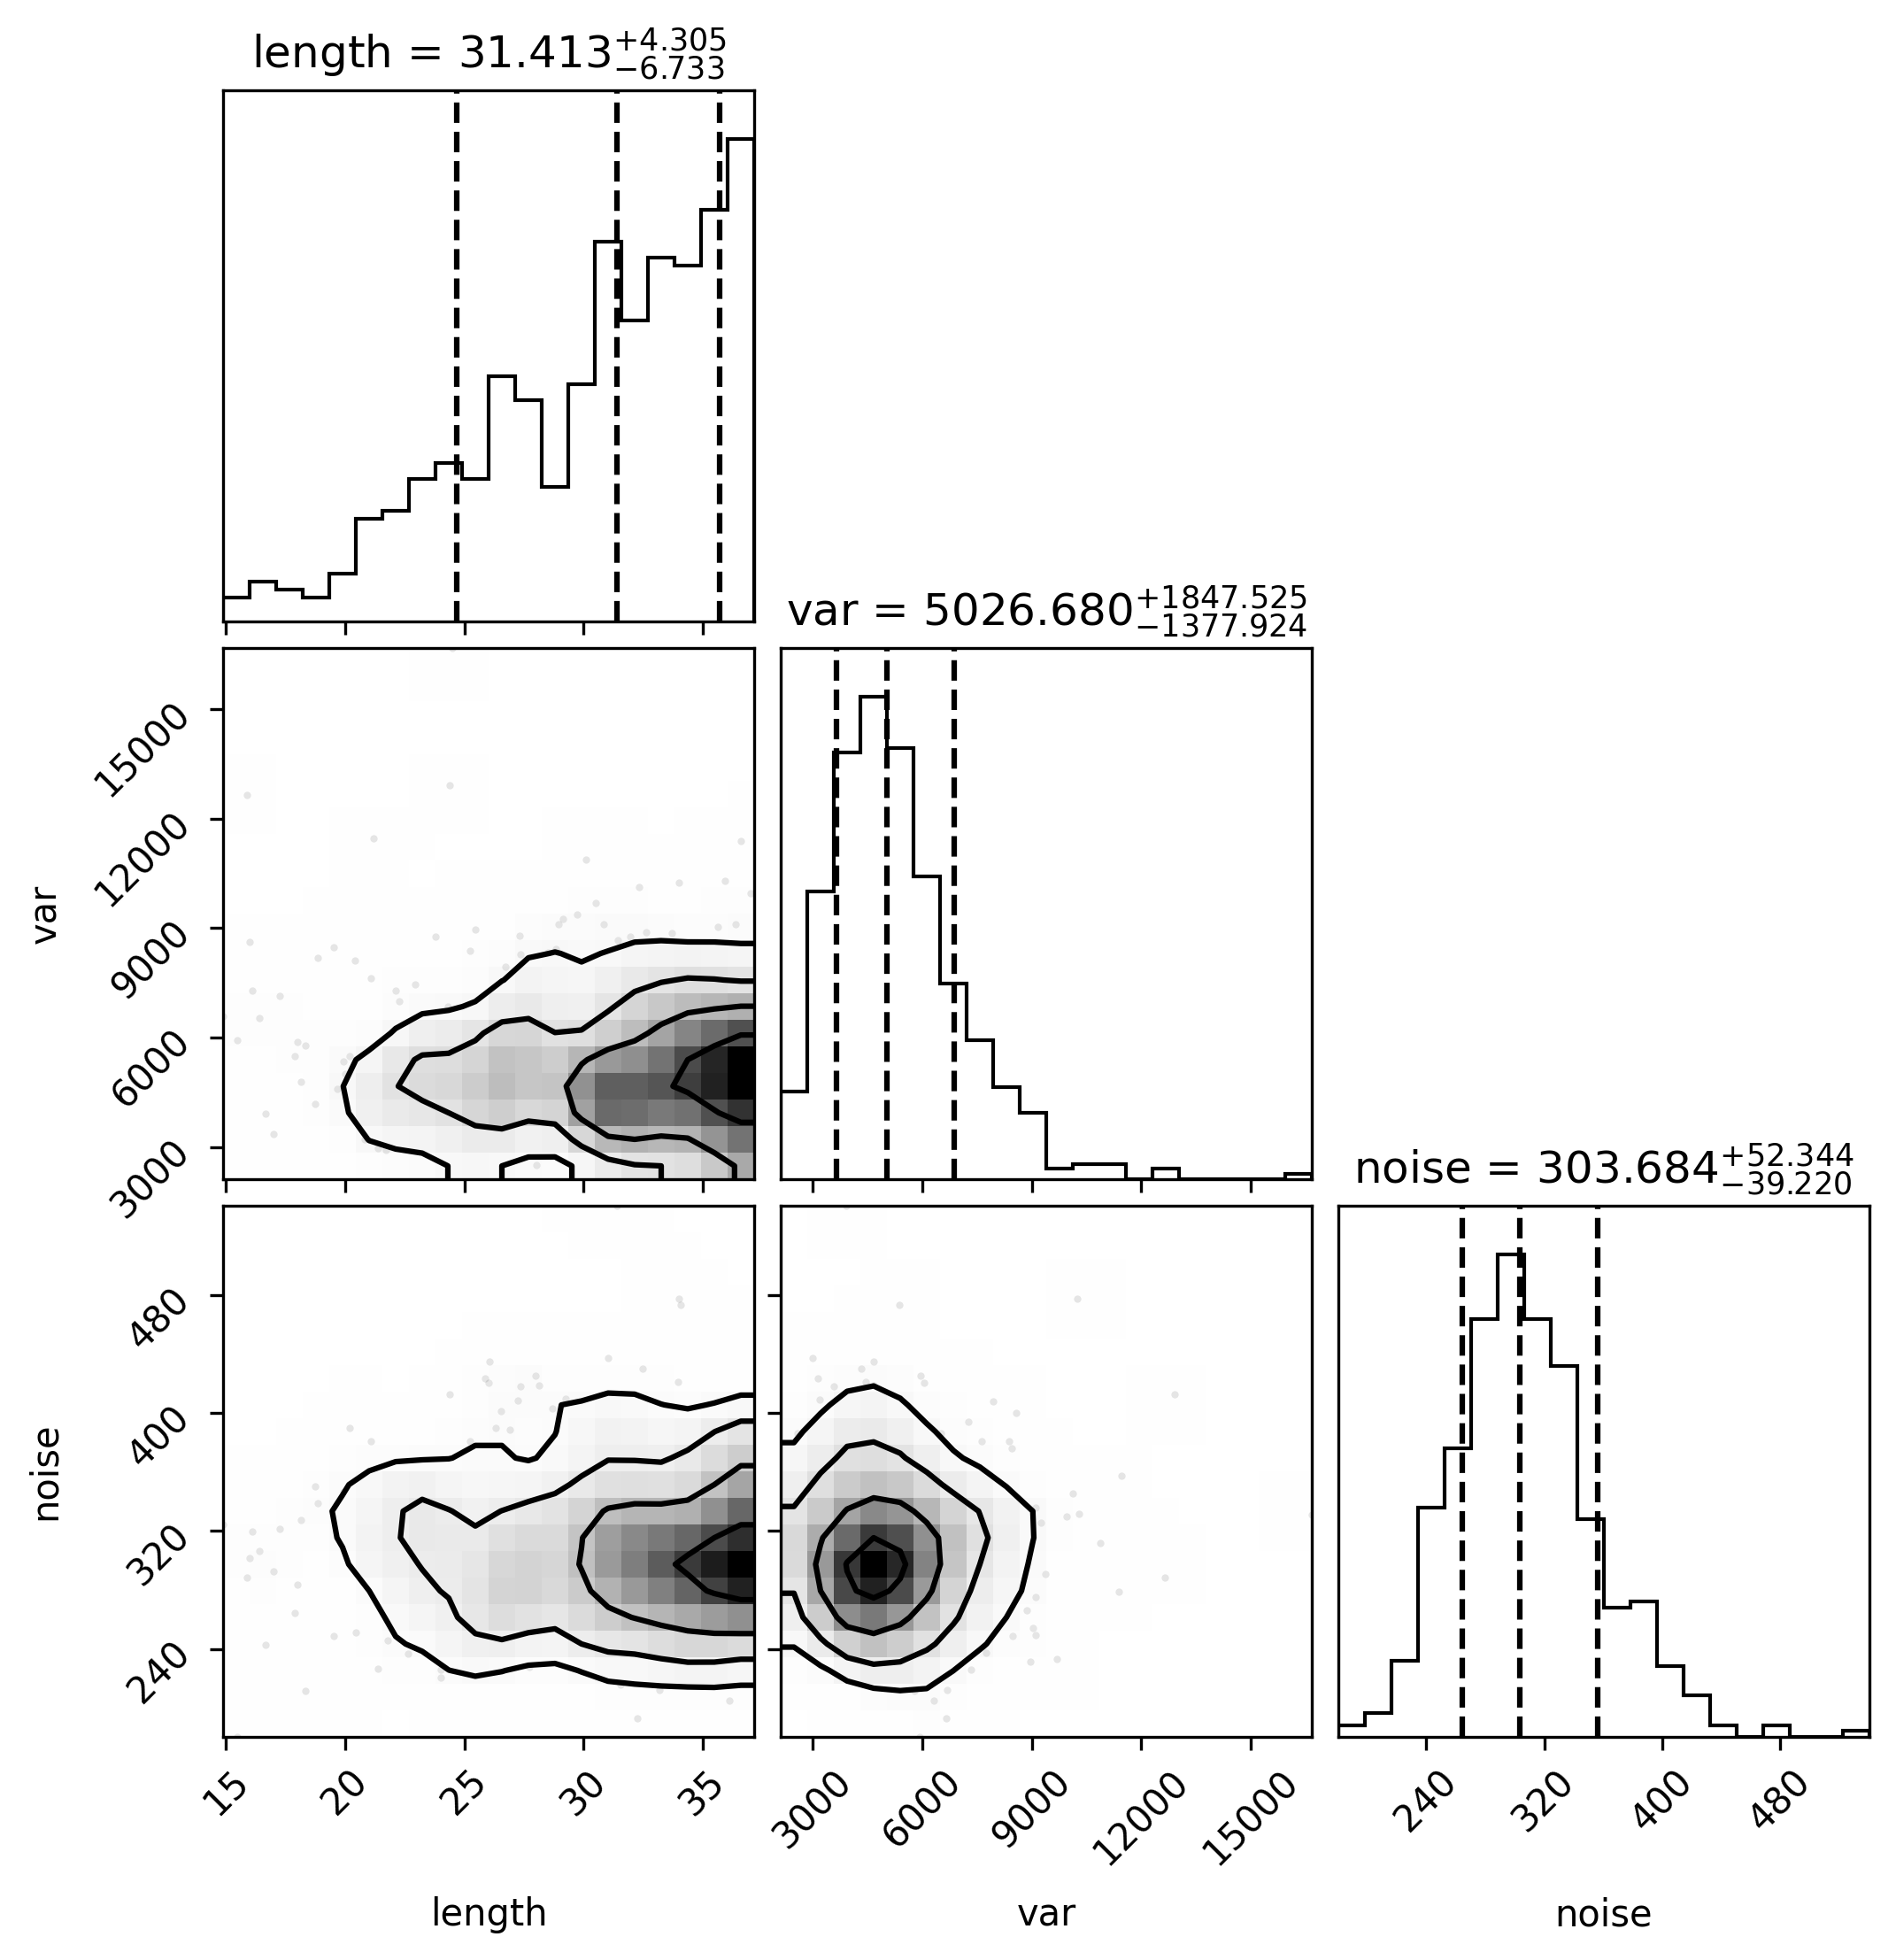 length = 31.413+4.305−6.733
var = 5026.680+1847.525−1377.924
15000
12000
9000
6000
3000
var
noise = 303.684+52.344−39.220
480
400
320
240
noise
15 20 25 30 35 3000 6000 9000 12000 15000 240 320 400 480
length var noise